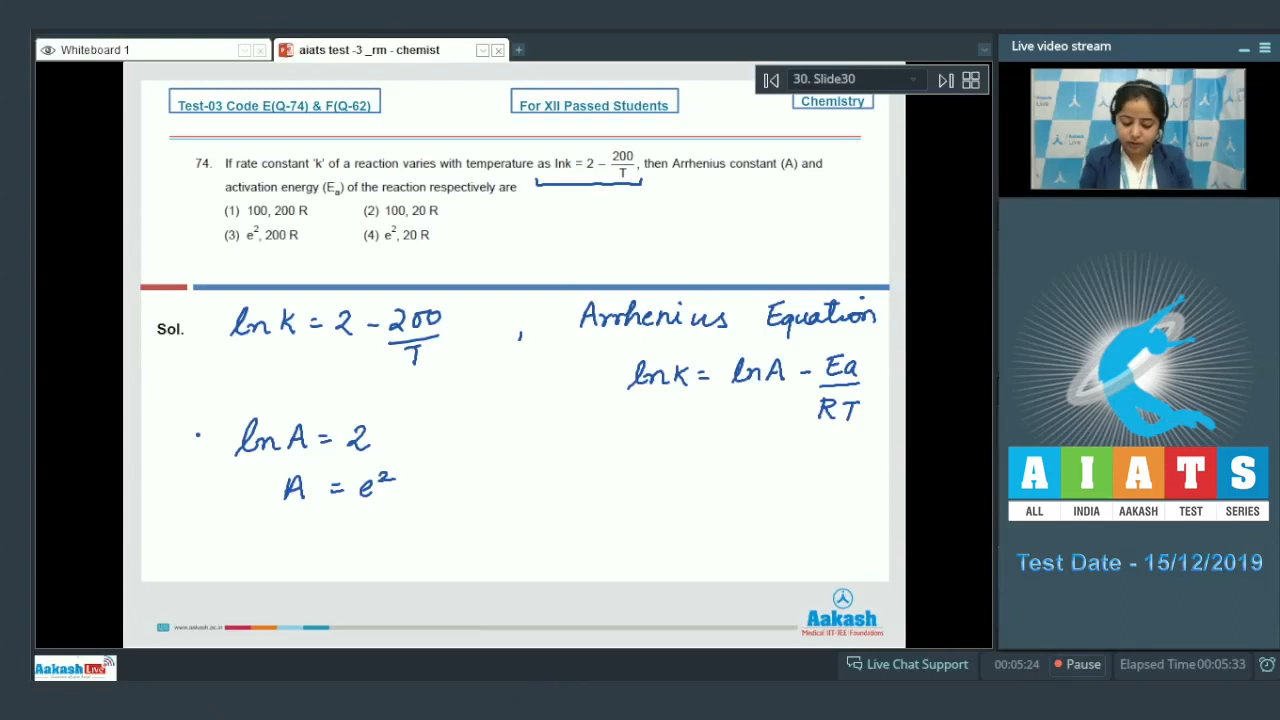 Whiteboard 1
aiats test -3 _rm - chemist
Live video stream
30. Slide30
Test-03 Code E(Q-74) & F(Q-62)
For XII Passed Students
Chemistry
74. If rate constant 'k' of a reaction varies with temperature as lnk = 2 − 200/T, then Arrhenius constant (A) and
activation energy (Ea) of the reaction respectively are
(1) 100, 200 R (2) 100, 20 R
(3) e², 200 R (4) e², 20 R
Sol. ln K = 2 − 200/T , Arrhenius Equation
ln K = ln A − Ea/RT
ln A = 2
A = e²
A I A T S
ALL INDIA AAKASH TEST SERIES
Test Date - 15/12/2019
www.aakash.ac.in
Aakash
Medical | IIT-JEE | Foundations
Aakash Live
Live Chat Support
00:05:24
Pause
Elapsed Time 00:05:33